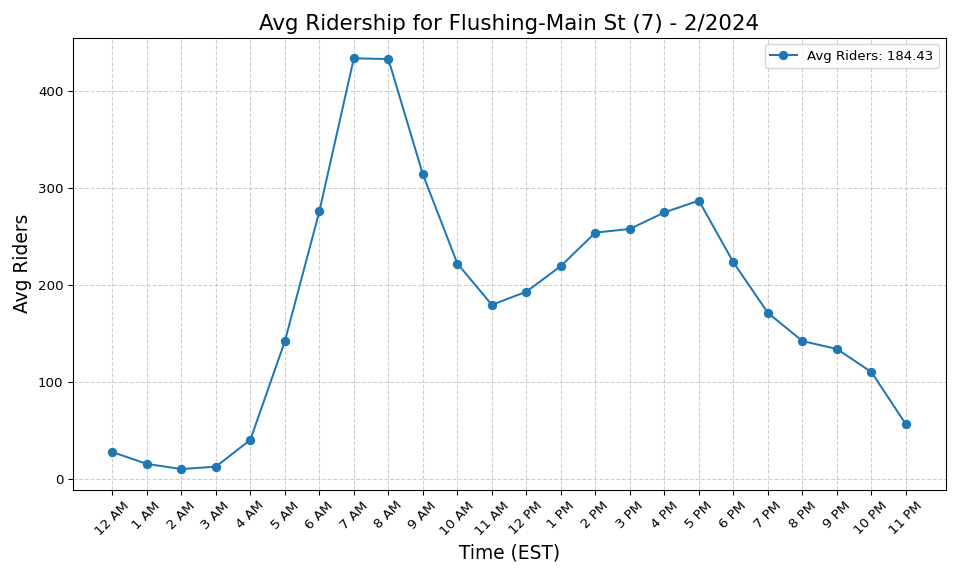 Avg Ridership for Flushing-Main St (7) - 2/2024
Avg Riders: 184.43
Avg Riders
400
300
200
100
0
12 AM 1 AM 2 AM 3 AM 4 AM 5 AM 6 AM 7 AM 8 AM 9 AM 10 AM 11 AM 12 PM 1 PM 2 PM 3 PM 4 PM 5 PM 6 PM 7 PM 8 PM 9 PM 10 PM 11 PM
Time (EST)